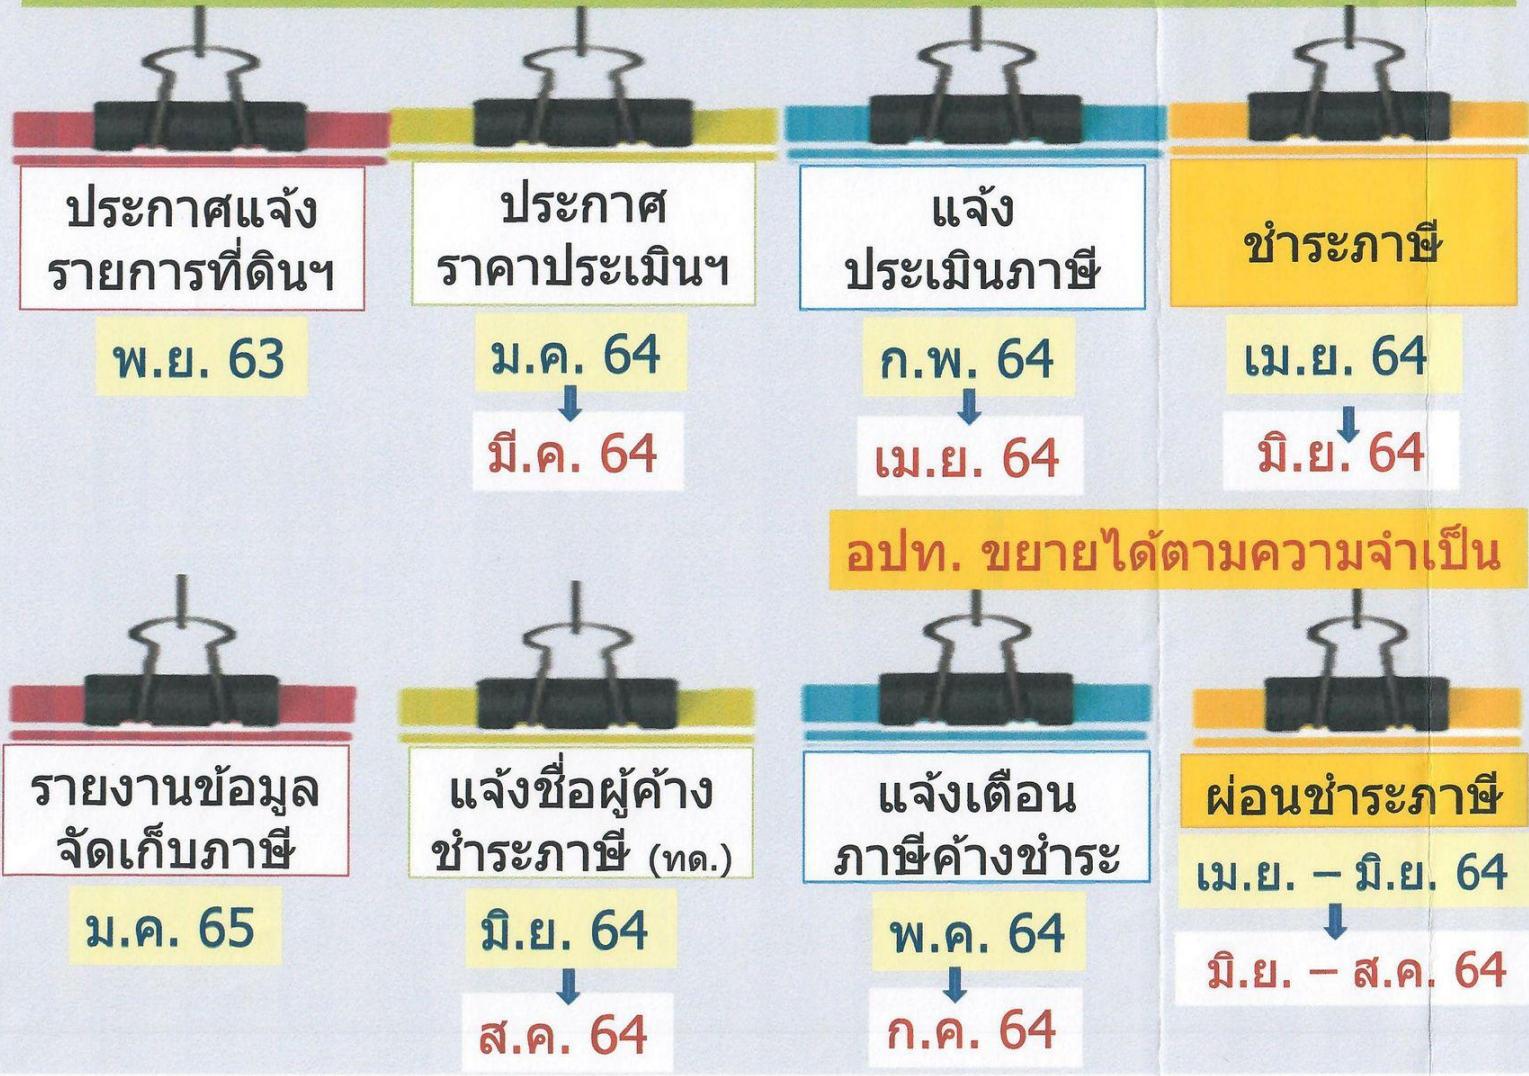 ประกาศแจ้ง
รายการที่ดินฯ
พ.ย. 63
ประกาศ
ราคาประเมินฯ
ม.ค. 64
มี.ค. 64
แจ้ง
ประเมินภาษี
ก.พ. 64
เม.ย. 64
ชำระภาษี
เม.ย. 64
มิ.ย. 64
อปท. ขยายได้ตามความจำเป็น
รายงานข้อมูล
จัดเก็บภาษี
ม.ค. 65
แจ้งชื่อผู้ค้าง
ชำระภาษี (ทด.)
มิ.ย. 64
ส.ค. 64
แจ้งเตือน
ภาษีค้างชำระ
พ.ค. 64
ก.ค. 64
ผ่อนชำระภาษี
เม.ย. – มิ.ย. 64
มิ.ย. – ส.ค. 64